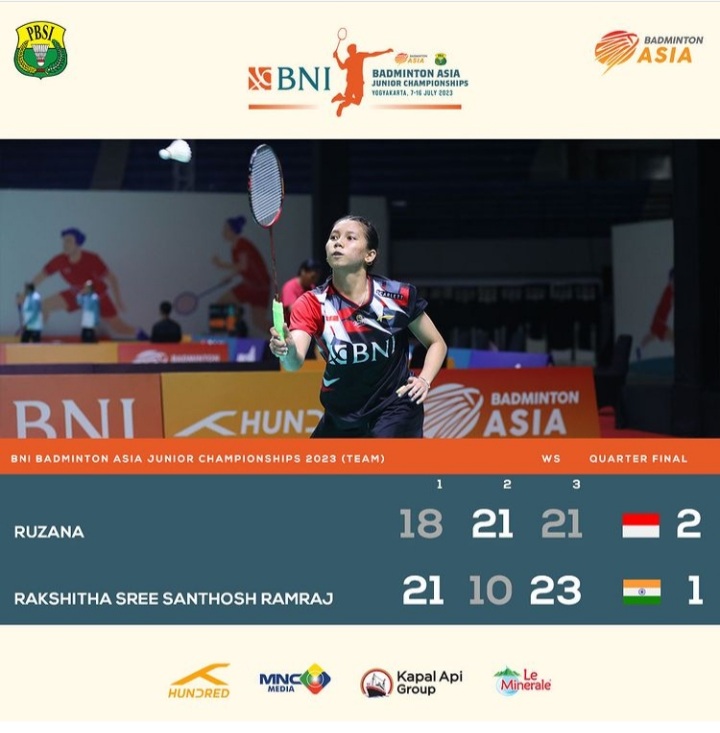 PBSI
BNI
BADMINTON ASIA
BADMINTON ASIA
JUNIOR CHAMPIONSHIPS
YOGYAKARTA, 7-16 JULY 2023
BADMINTON
ASIA
BNI
BNI
HUND
BADMINTON
ASIA
BNI BADMINTON ASIA JUNIOR CHAMPIONSHIPS 2023 (TEAM)
WS
QUARTER FINAL
1 2 3
RUZANA 18 21 21 2
RAKSHITHA SREE SANTHOSH RAMRAJ 21 10 23 1
HUNDRED
MNC
MEDIA
Kapal Api
Group
Le
Minerale